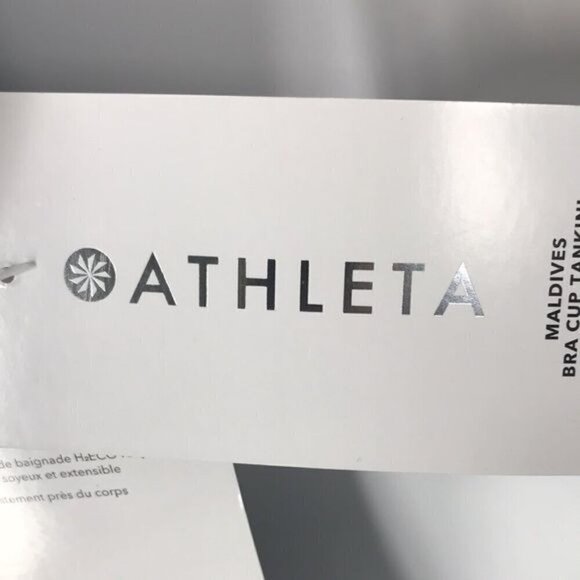 ATHLETA
MALDIVES
BRA CUP TANKINI
de baignade H₂ECO
soyeux et extensible
près du corps